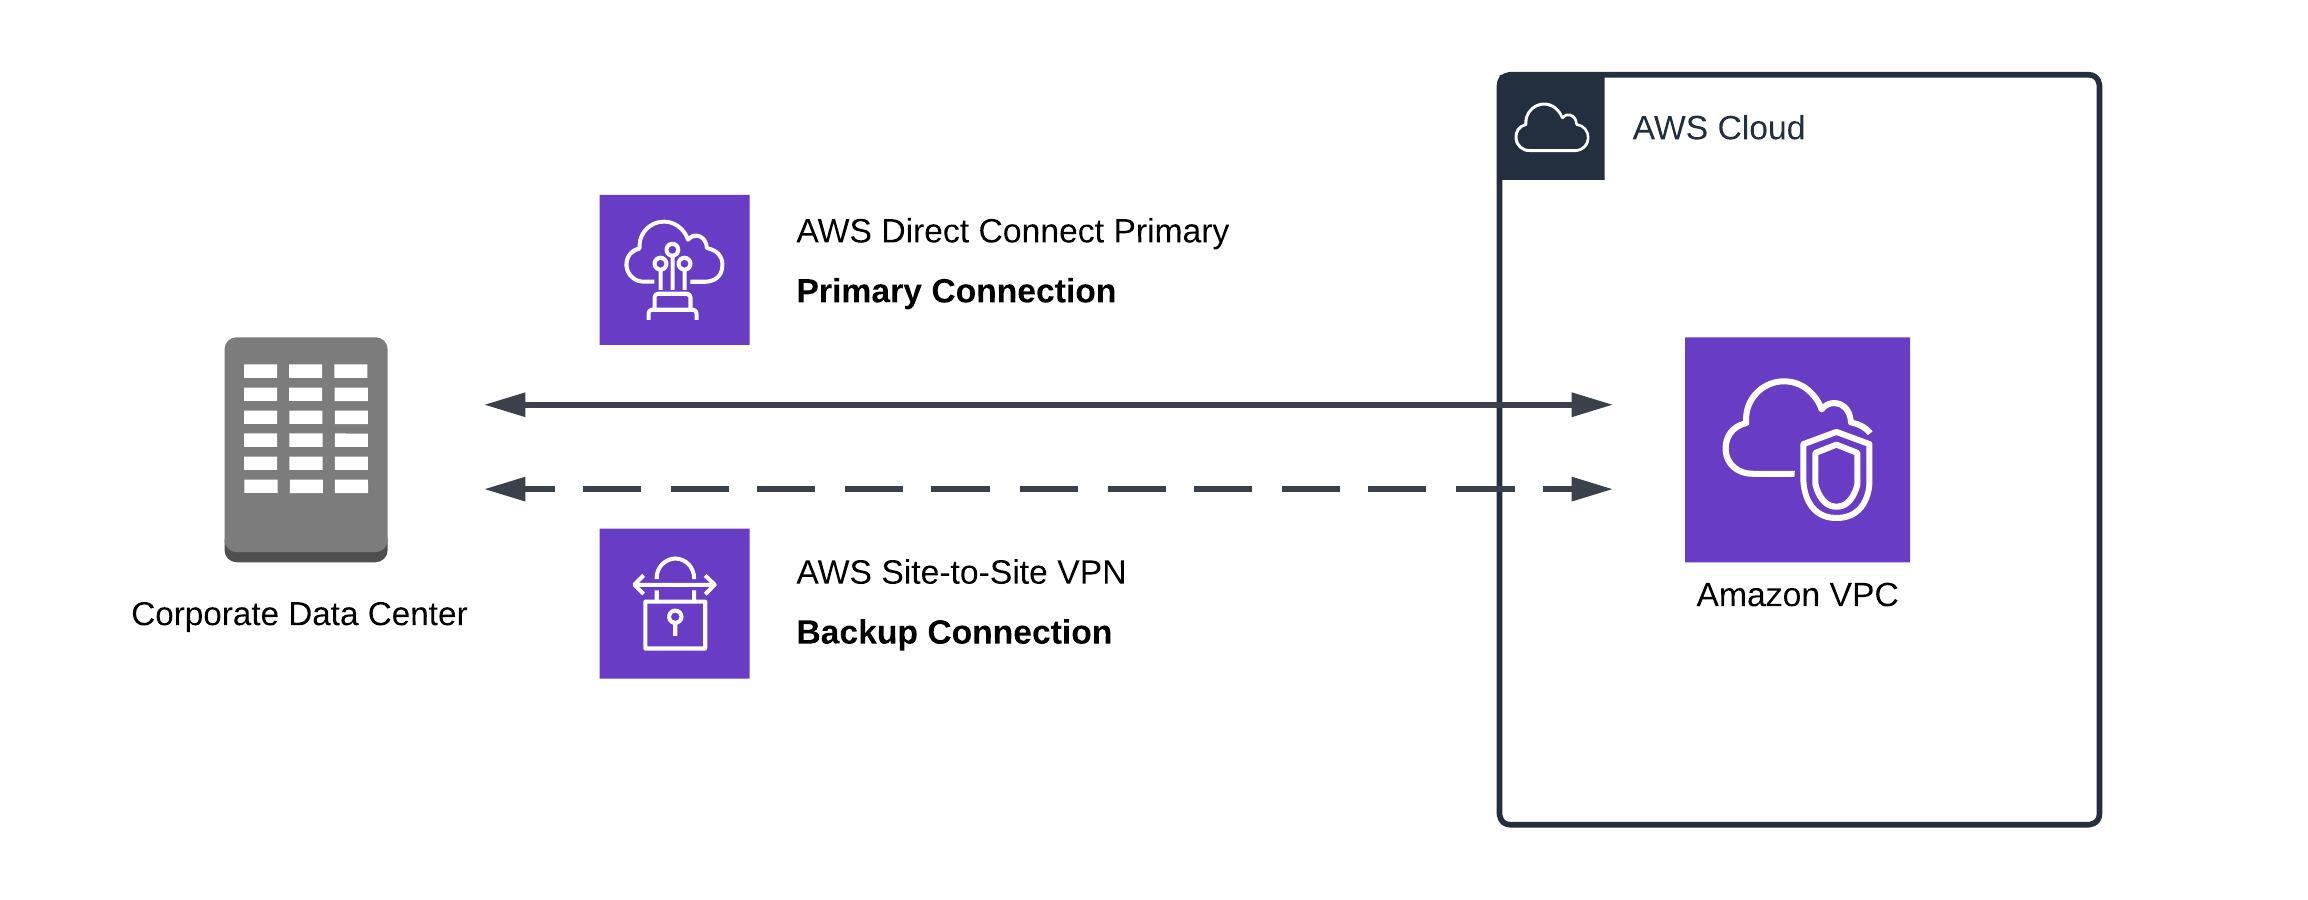 AWS Cloud
AWS Direct Connect Primary
Primary Connection
Corporate Data Center
AWS Site-to-Site VPN
Backup Connection
Amazon VPC